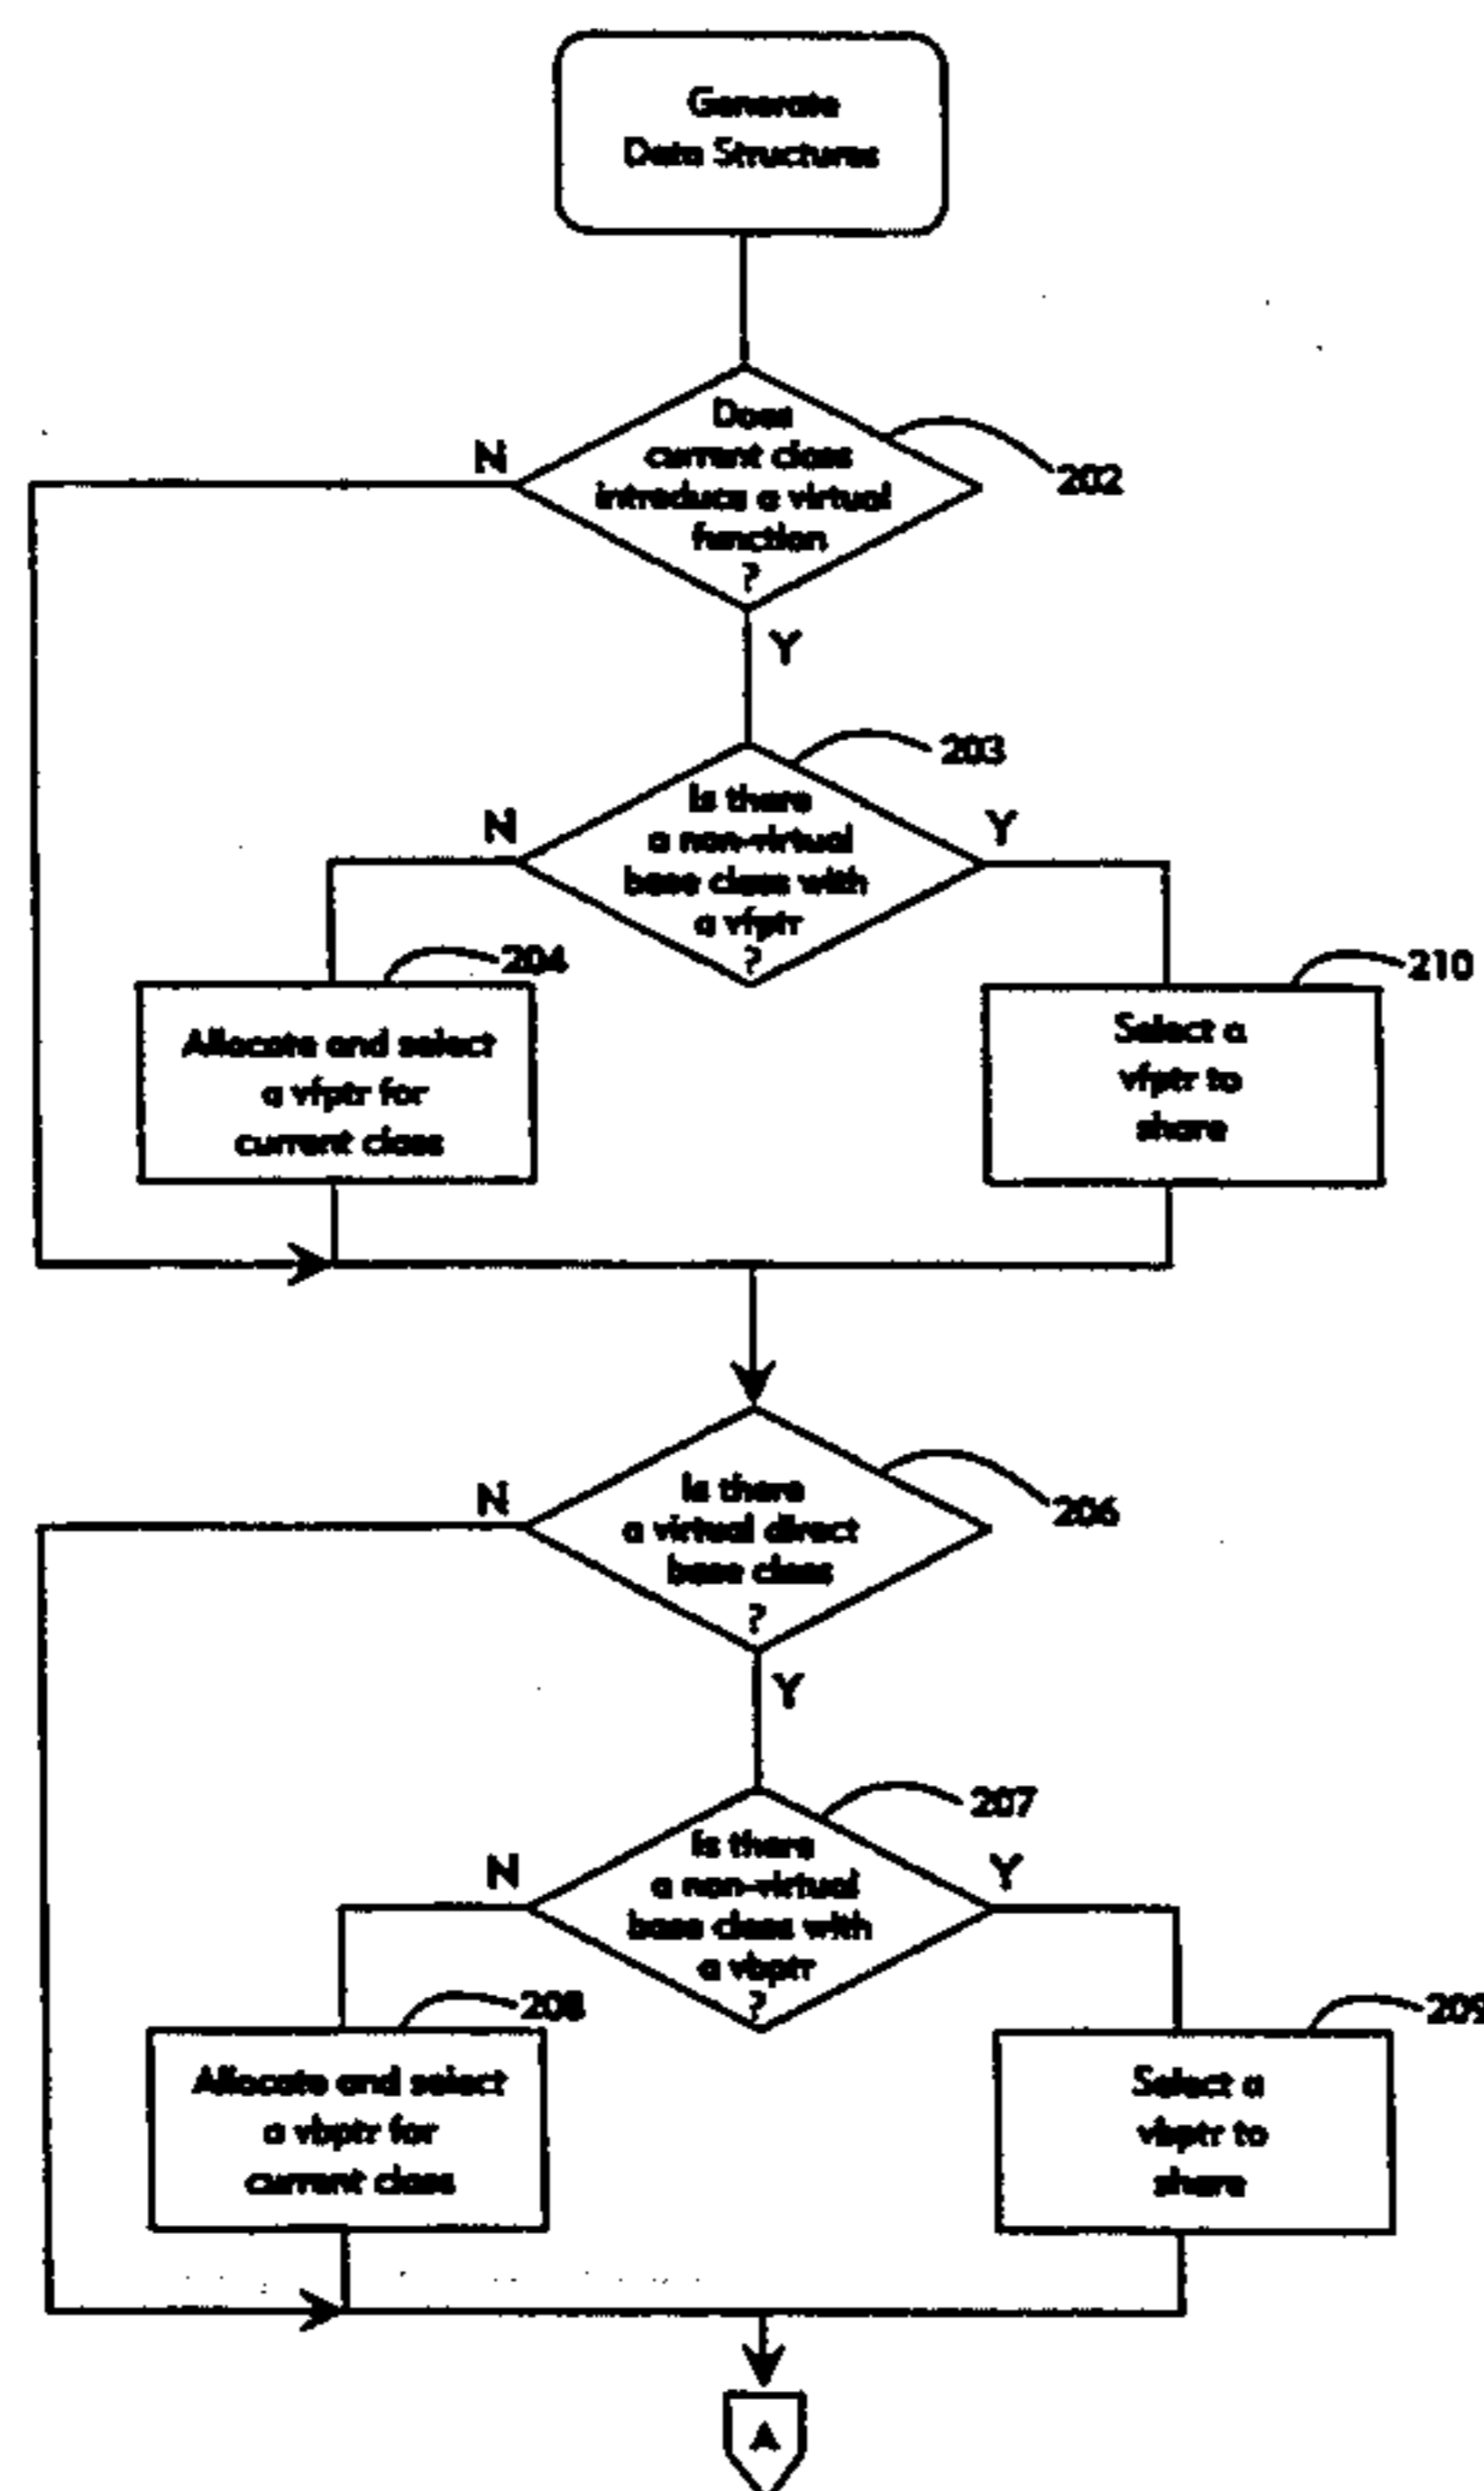 Generate
Data Structures
Does
current class
introduce a virtual
function
?
202
N
Y
203
Is there
a non-virtual
base class with
a vfptr
?
N
Y
204
Allocate and select
a vfptr for
current class
210
Select a
vfptr to
share
206
Is there
a virtual direct
base class
?
N
Y
207
Is there
a non-virtual
base class with
a vbptr
?
N
Y
208
Allocate and select
a vbptr for
current class
209
Select a
vbptr to
share
A